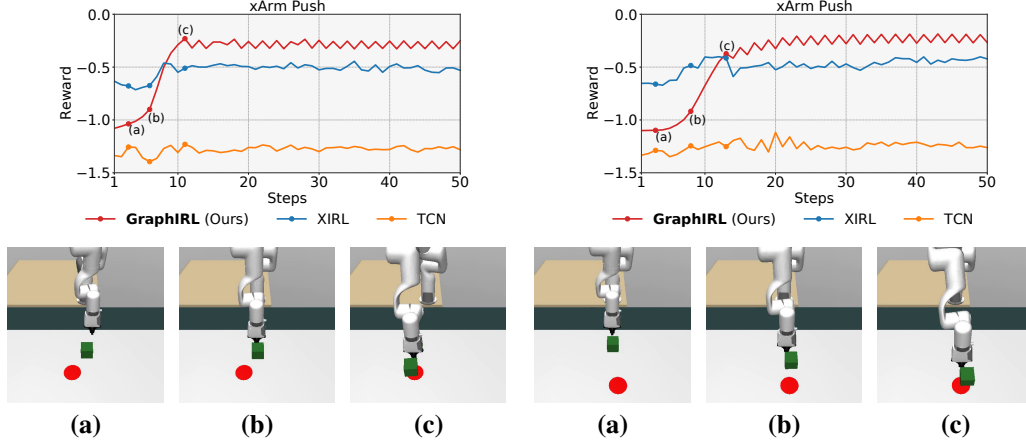 xArm Push
0.0
−0.5
−1.0
−1.5
Reward
(a)
(b)
(c)
1 10 20 30 40 50
Steps
GraphIRL (Ours) XIRL TCN
(a) (b) (c)
xArm Push
0.0
−0.5
−1.0
−1.5
Reward
(a)
(b)
(c)
1 10 20 30 40 50
Steps
GraphIRL (Ours) XIRL TCN
(a) (b) (c)